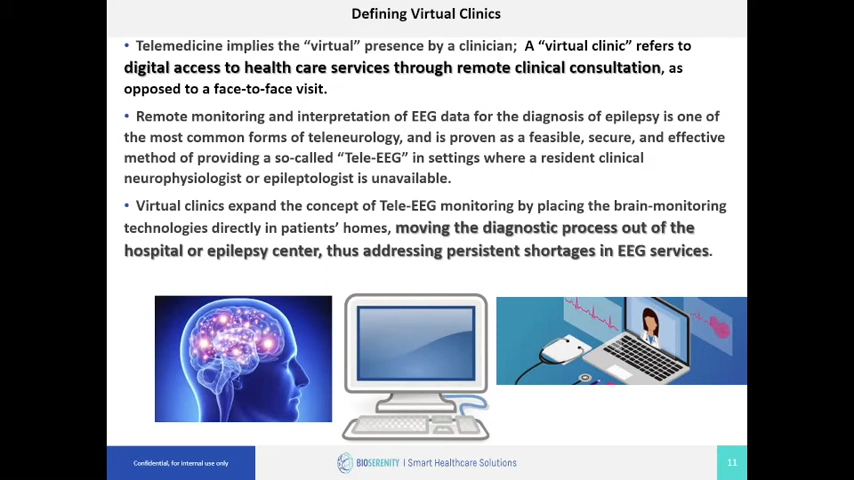 Defining Virtual Clinics
• Telemedicine implies the “virtual” presence by a clinician; A “virtual clinic” refers to
digital access to health care services through remote clinical consultation, as
opposed to a face-to-face visit.
• Remote monitoring and interpretation of EEG data for the diagnosis of epilepsy is one of
the most common forms of teleneurology, and is proven as a feasible, secure, and effective
method of providing a so-called “Tele-EEG” in settings where a resident clinical
neurophysiologist or epileptologist is unavailable.
• Virtual clinics expand the concept of Tele-EEG monitoring by placing the brain-monitoring
technologies directly in patients’ homes, moving the diagnostic process out of the
hospital or epilepsy center, thus addressing persistent shortages in EEG services.
Confidential, for internal use only
BIOSERENITY | Smart Healthcare Solutions
11